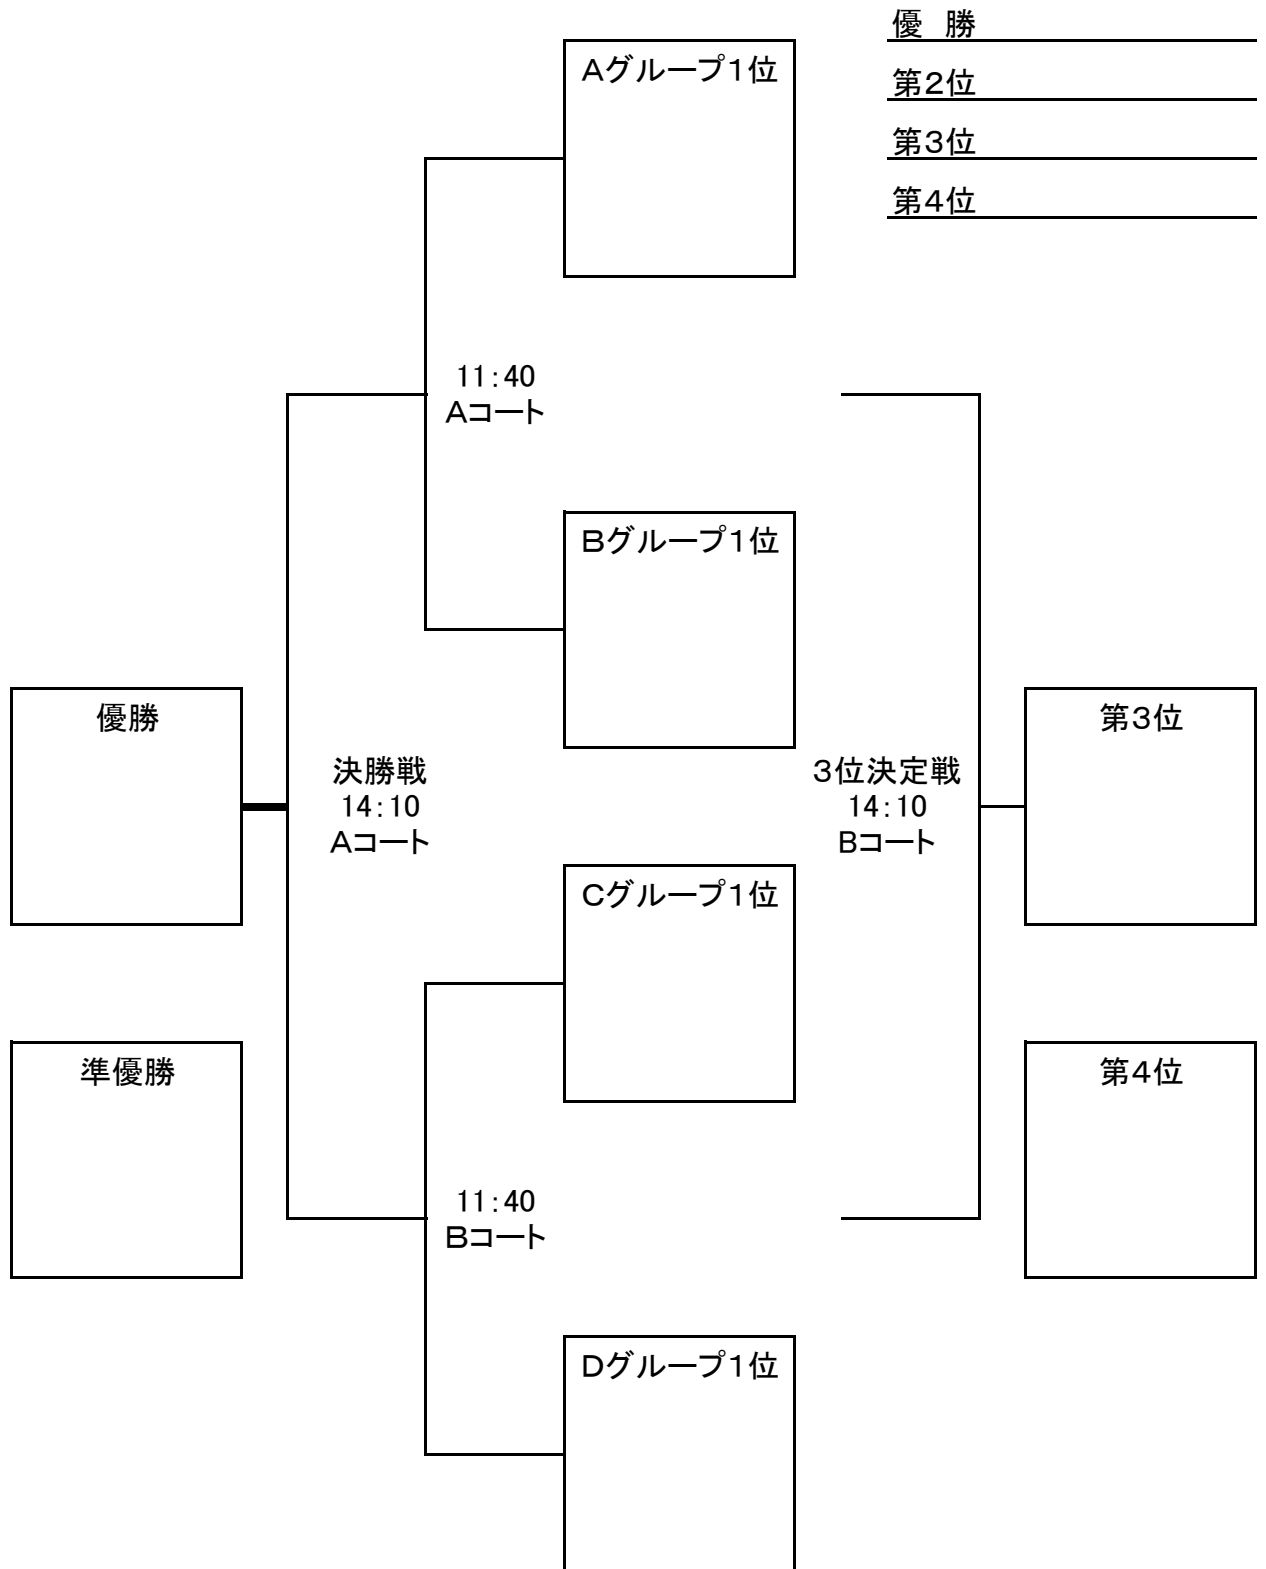 優　勝
第２位
第３位
第４位
Ａグループ１位
11：40
Ａコート
Ｂグループ１位
優勝
決勝戦
14：10
Ａコート
３位決定戦
14：10
Ｂコート
第３位
Ｃグループ１位
準優勝
第４位
11：40
Ｂコート
Ｄグループ１位